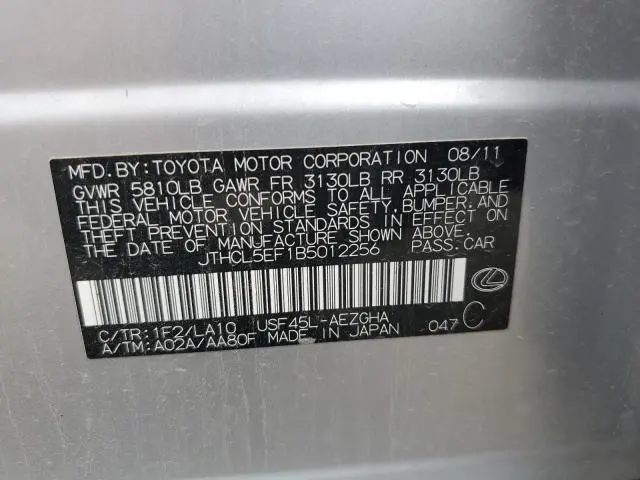 MFD. BY: TOYOTA MOTOR CORPORATION 08/11
GVWR 5810LB GAWR FR 3130LB RR 3130LB
THIS VEHICLE CONFORMS TO ALL APPLICABLE
FEDERAL MOTOR VEHICLE SAFETY, BUMPER, AND
THEFT PREVENTION STANDARDS IN EFFECT ON
THE DATE OF MANUFACTURE SHOWN ABOVE.
JTHCL5EF1B5012256 PASS. CAR
C/TR: 1F2/LA10 USF45L-AEZGHA
A/TM: A02A/AA80F MADE IN JAPAN 047 C